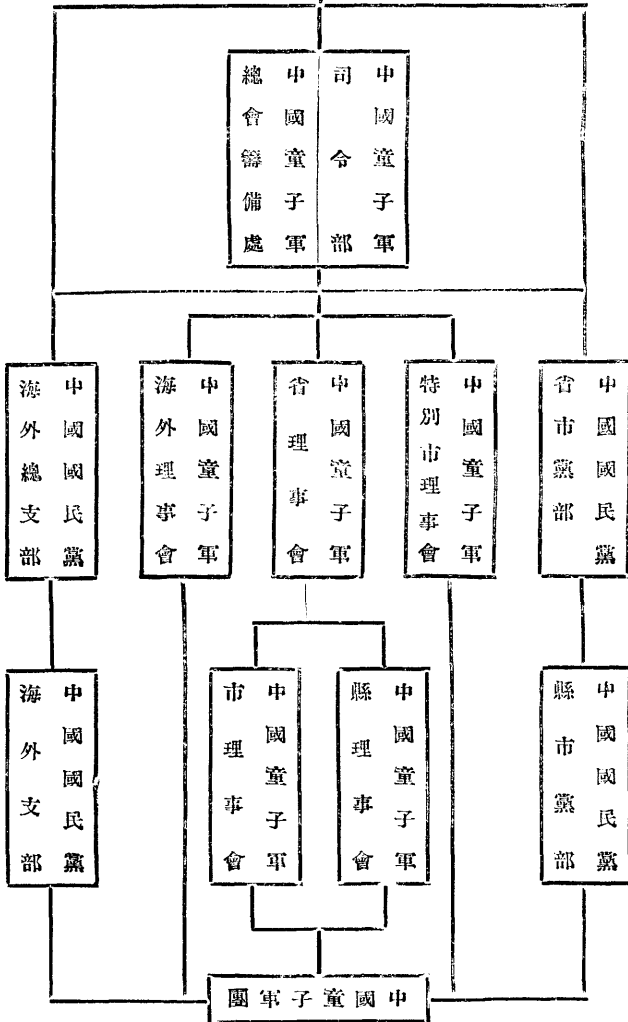 中國童子軍
司令部
中國童子軍
總會籌備處
中國國民黨
省市黨部
中國童子軍
特別市理事會
中國童子軍
省理事會
中國童子軍
海外理事會
中國國民黨
海外總支部
中國國民黨
縣市黨部
中國童子軍
縣理事會
中國童子軍
市理事會
中國國民黨
海外支部
中國童子軍團